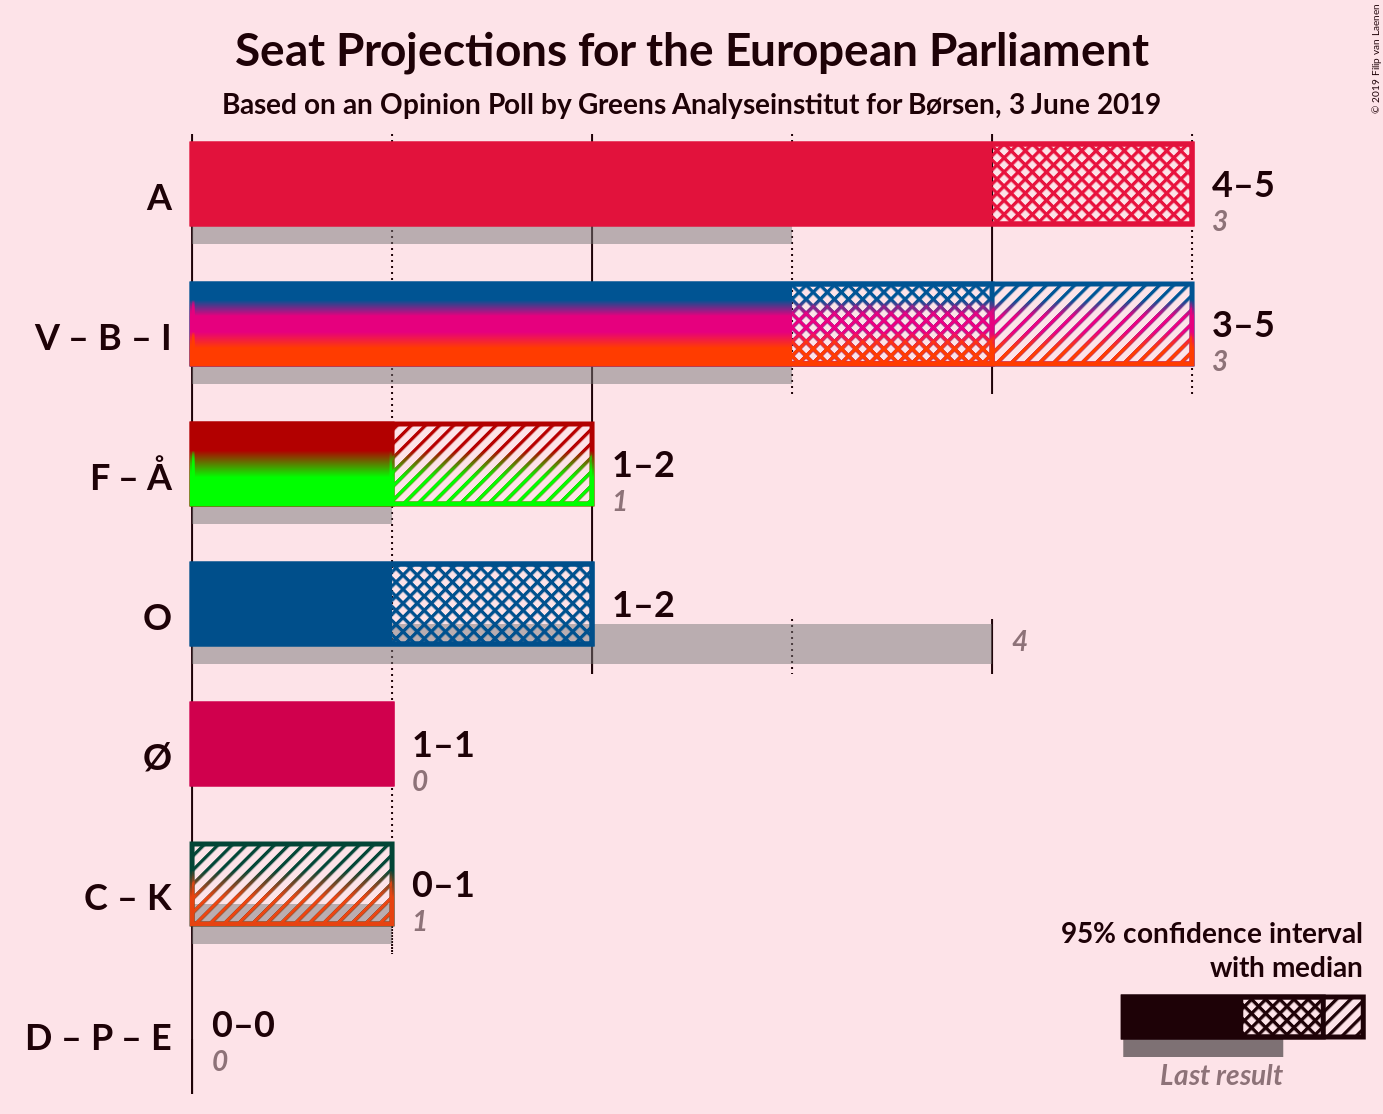 Seat Projections for the European Parliament
Based on an Opinion Poll by Greens Analyseinstitut for Børsen, 3 June 2019
© 2019 Filip van Laenen
A
4–5
3
V – B – I
3–5
3
F – Å
1–2
1
O
1–2
4
Ø
1–1
0
C – K
0–1
1
D – P – E
0–0
0
95% confidence interval
with median
Last result